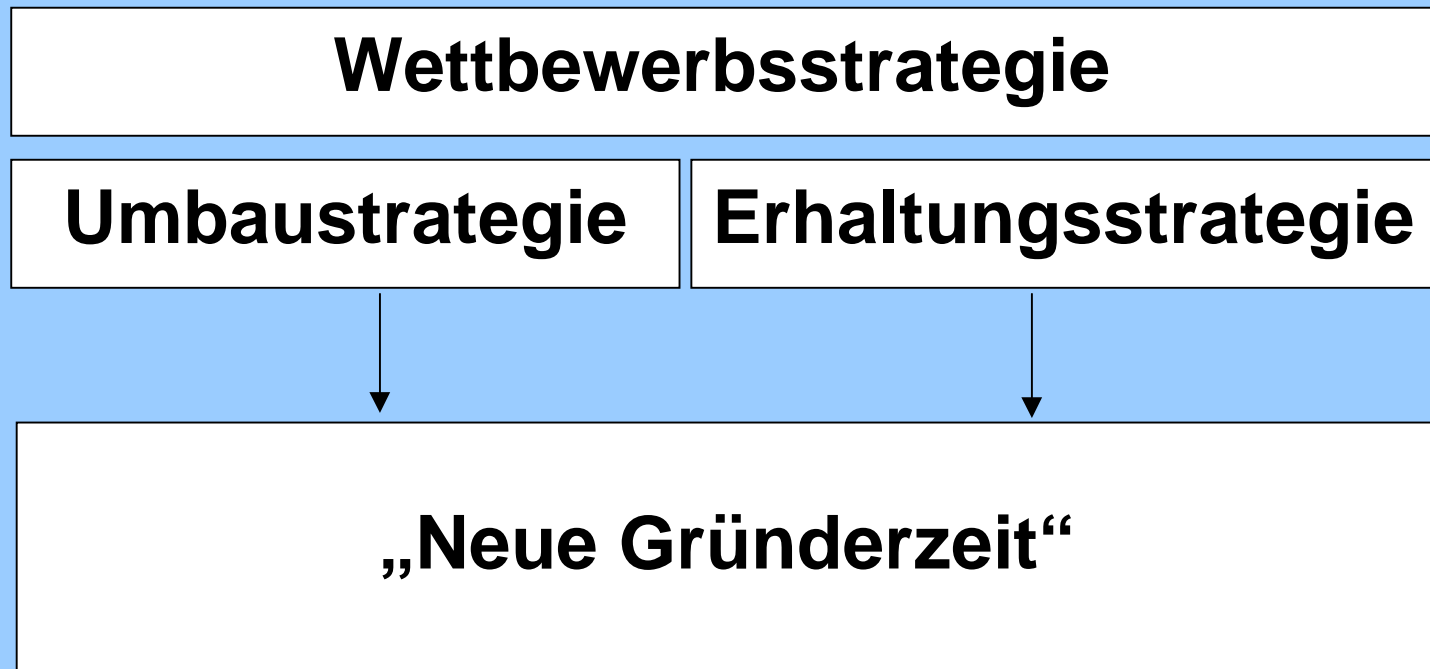 Wettbewerbsstrategie
Umbaustrategie
Erhaltungsstrategie
„Neue Gründerzeit“